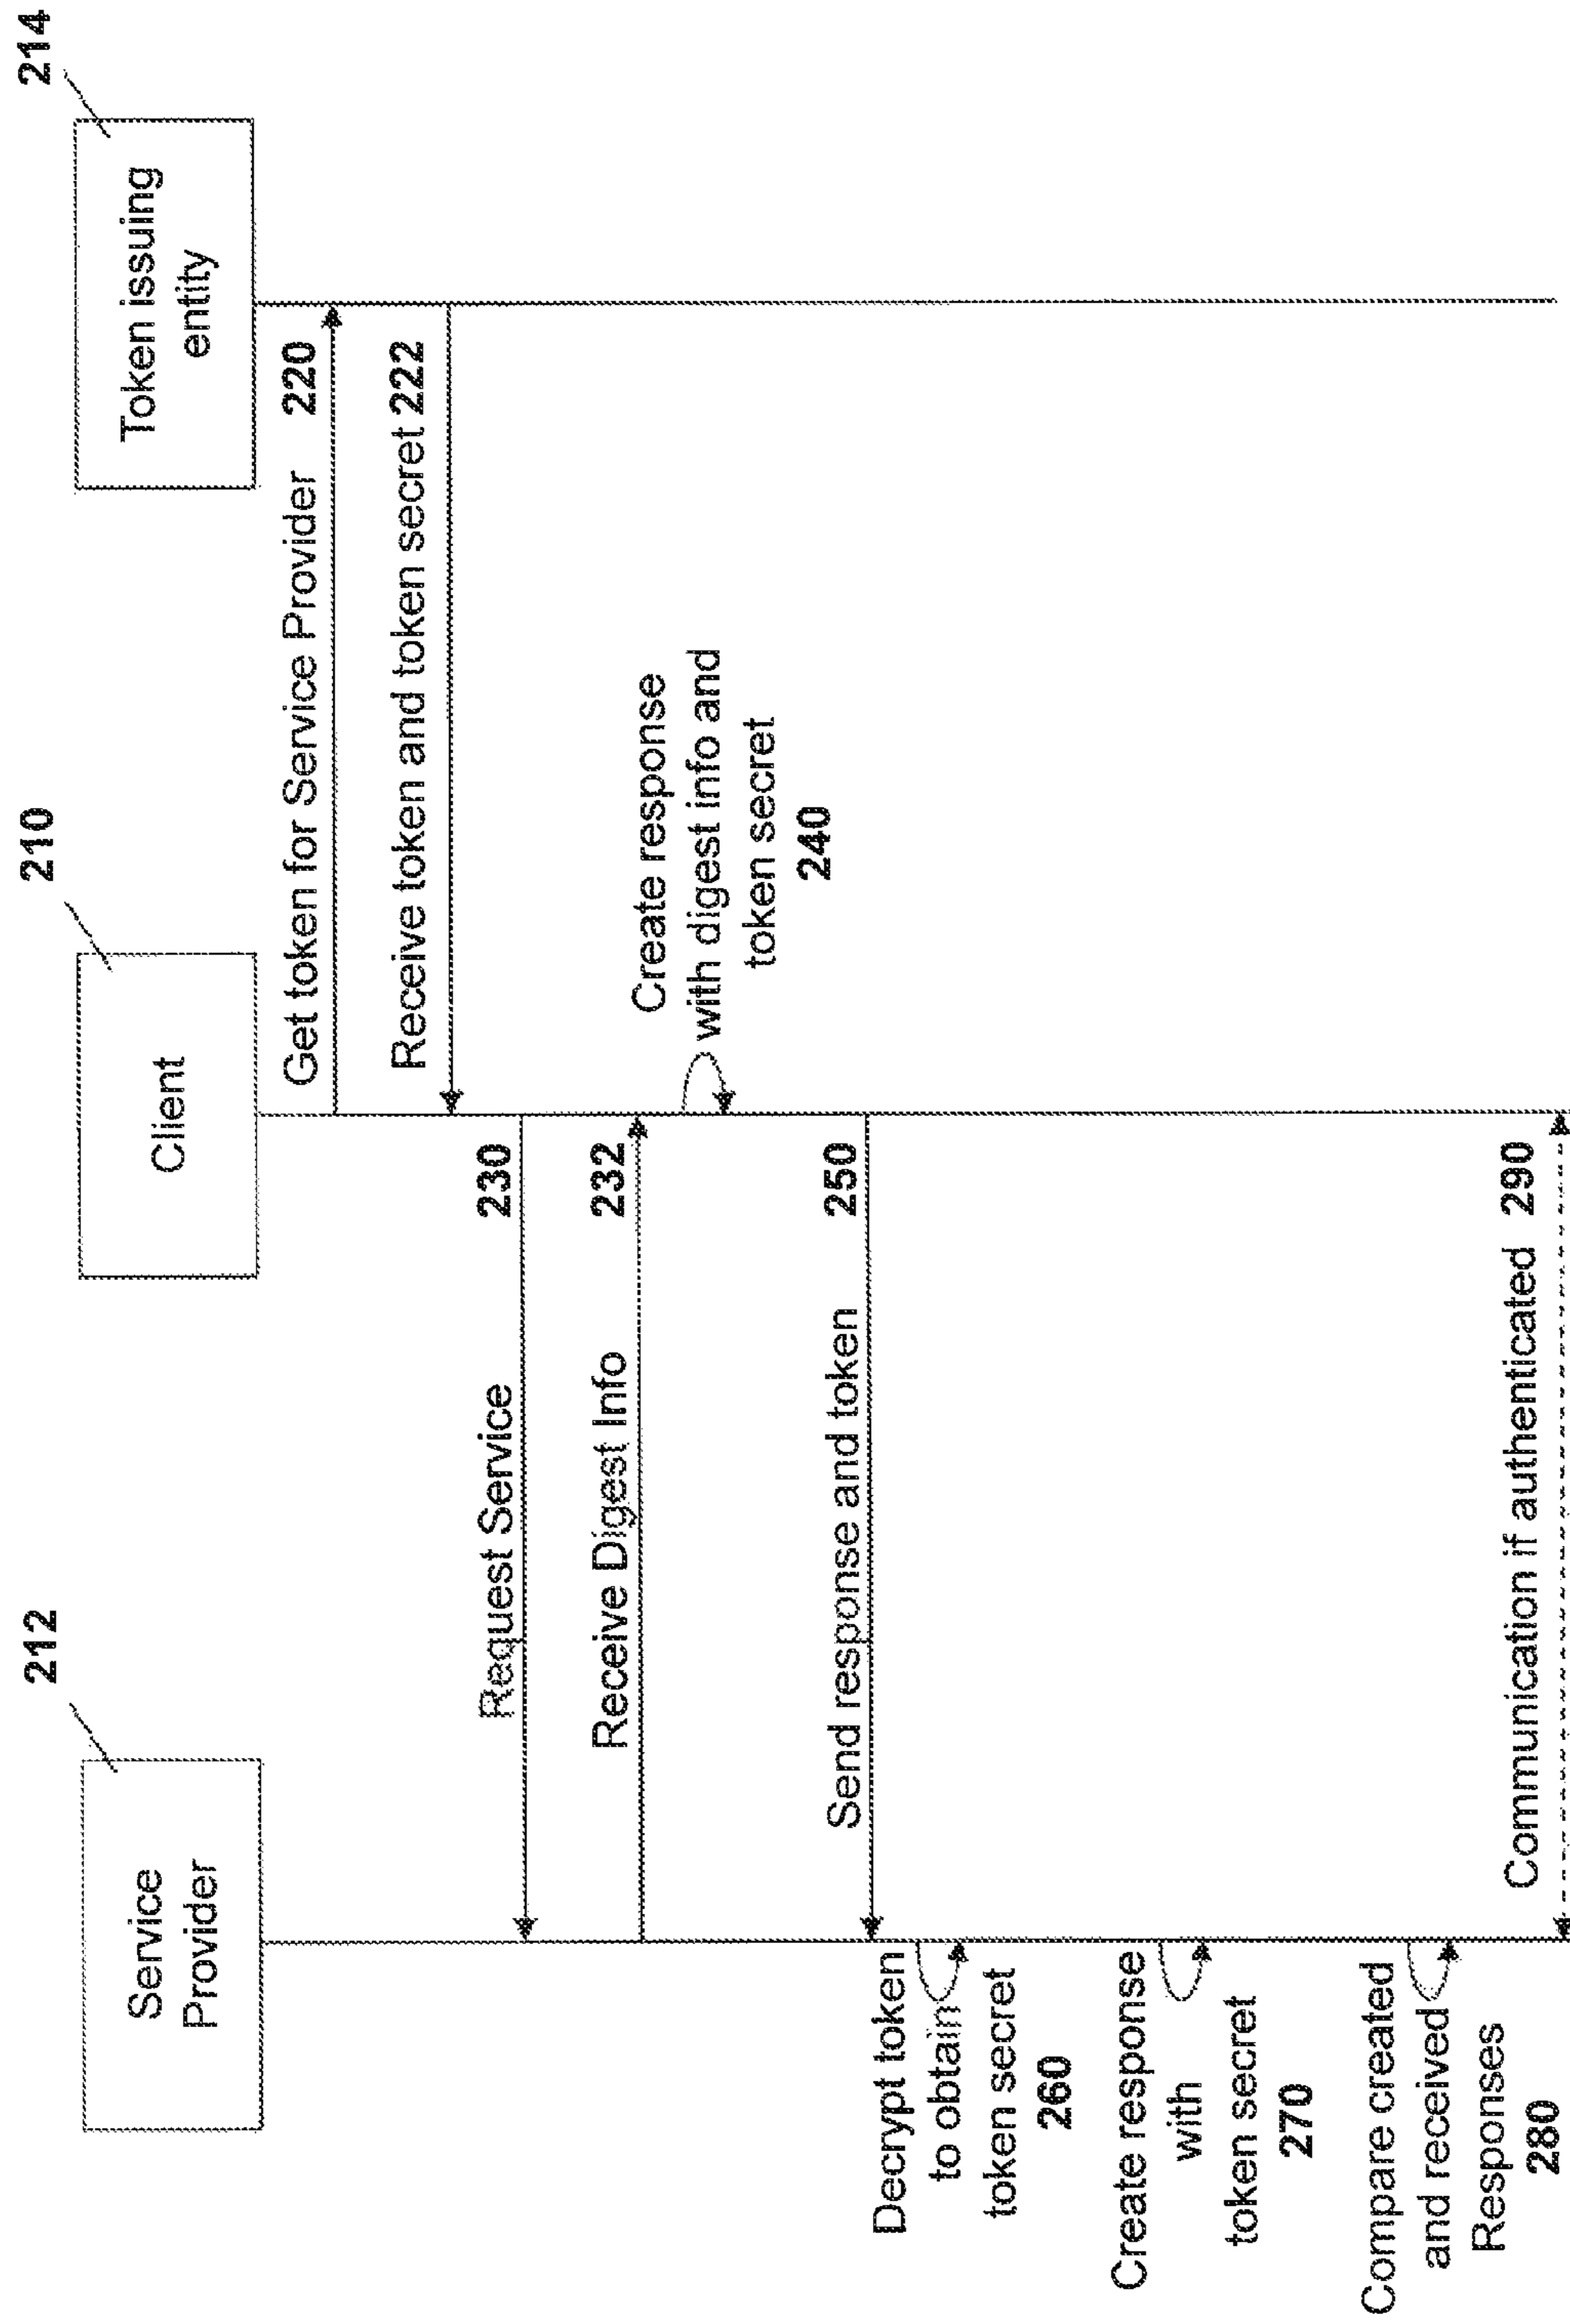 212
210
214
Service
Provider
Client
Token issuing
entity
Get token for Service Provider 220
Receive token and token secret 222
Request Service 230
Receive Digest Info 232
Create response
with digest info and
token secret
240
Send response and token 250
Decrypt token
to obtain
token secret
260
Create response
with
token secret
270
Compare created
and received
Responses
280
Communication if authenticated 290